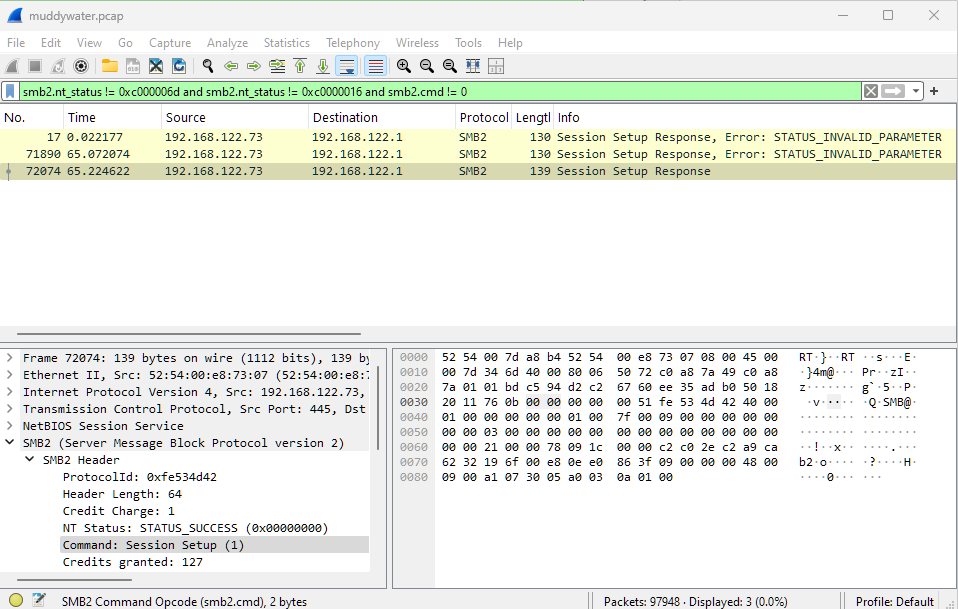 muddywater.pcap
File Edit View Go Capture Analyze Statistics Telephony Wireless Tools Help
smb2.nt_status != 0xc000006d and smb2.nt_status != 0xc0000016 and smb2.cmd != 0
No. Time Source Destination Protocol Lengtl Info
17 0.022177 192.168.122.73 192.168.122.1 SMB2 130 Session Setup Response, Error: STATUS_INVALID_PARAMETER
71890 65.072074 192.168.122.73 192.168.122.1 SMB2 130 Session Setup Response, Error: STATUS_INVALID_PARAMETER
72074 65.224622 192.168.122.73 192.168.122.1 SMB2 139 Session Setup Response
Frame 72074: 139 bytes on wire (1112 bits), 139 by
Ethernet II, Src: 52:54:00:e8:73:07 (52:54:00:e8:7
Internet Protocol Version 4, Src: 192.168.122.73,
Transmission Control Protocol, Src Port: 445, Dst
NetBIOS Session Service
SMB2 (Server Message Block Protocol version 2)
SMB2 Header
ProtocolId: 0xfe534d42
Header Length: 64
Credit Charge: 1
NT Status: STATUS_SUCCESS (0x00000000)
Command: Session Setup (1)
Credits granted: 127
0000 52 54 00 7d a8 b4 52 54 00 e8 73 07 08 00 45 00 RT·}··RT ··s···E·
0010 00 7d 34 6d 40 00 80 06 50 72 c0 a8 7a 49 c0 a8 ·}4m@··· Pr··zI··
0020 7a 01 01 bd c5 94 d2 c2 67 60 ee 35 ad b0 50 18 z······· g`·5··P·
0030 20 11 76 0b 00 00 00 00 00 51 fe 53 4d 42 40 00 ·v····· ·Q·SMB@·
0040 01 00 00 00 00 00 01 00 7f 00 09 00 00 00 00 00 ········ ········
0050 00 00 03 00 00 00 00 00 00 00 00 00 00 00 00 00 ········ ········
0060 00 00 21 00 00 78 09 1c 00 00 c2 c0 2e c2 a9 ca ··!··x·· ····.···
0070 62 32 19 6f 00 e8 0e e0 86 3f 09 00 00 00 48 00 b2·o···· ·?····H·
0080 09 00 a1 07 30 05 a0 03 0a 01 00 ····0··· ···
SMB2 Command Opcode (smb2.cmd), 2 bytes
Packets: 97948 · Displayed: 3 (0.0%)
Profile: Default